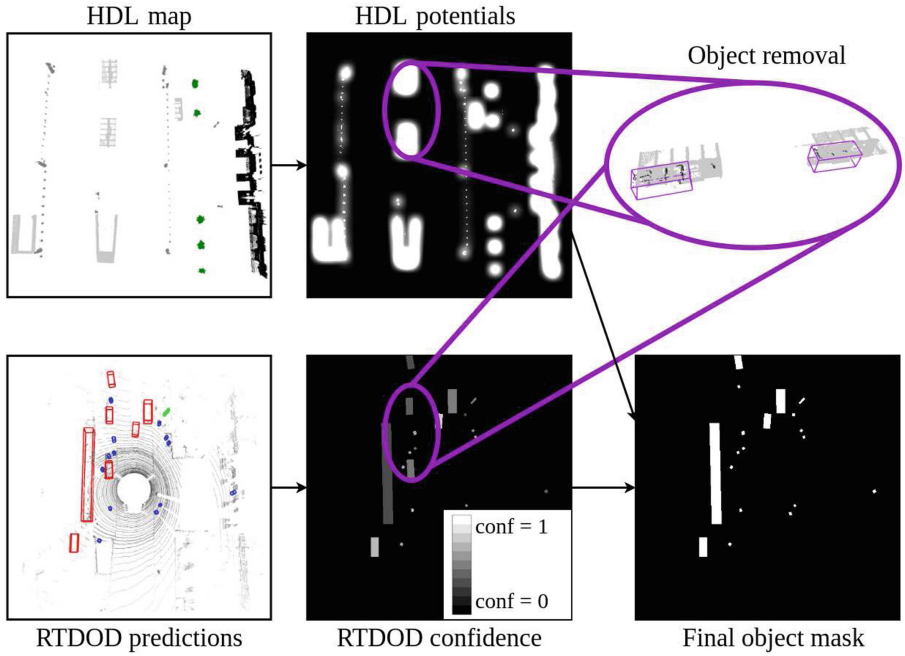 HDL map
HDL potentials
Object removal
conf = 1
conf = 0
RTDOD predictions
RTDOD confidence
Final object mask